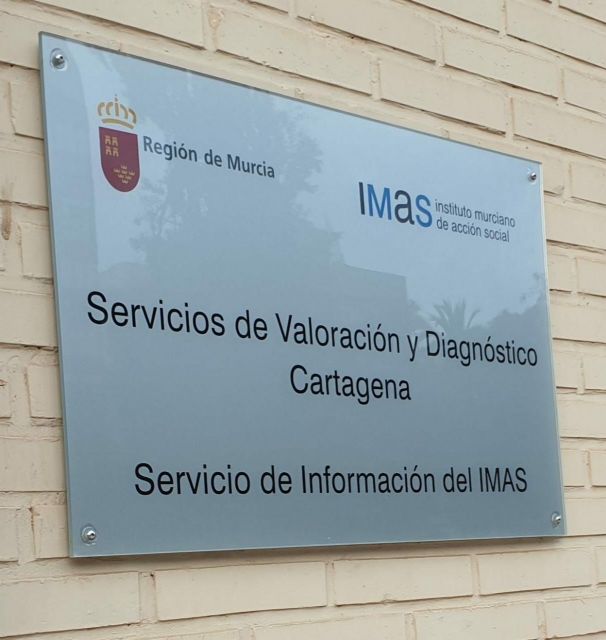 Región de Murcia
IMas
instituto murciano
de acción social
Servicios de Valoración y Diagnóstico
Cartagena
Servicio de Información del IMAS